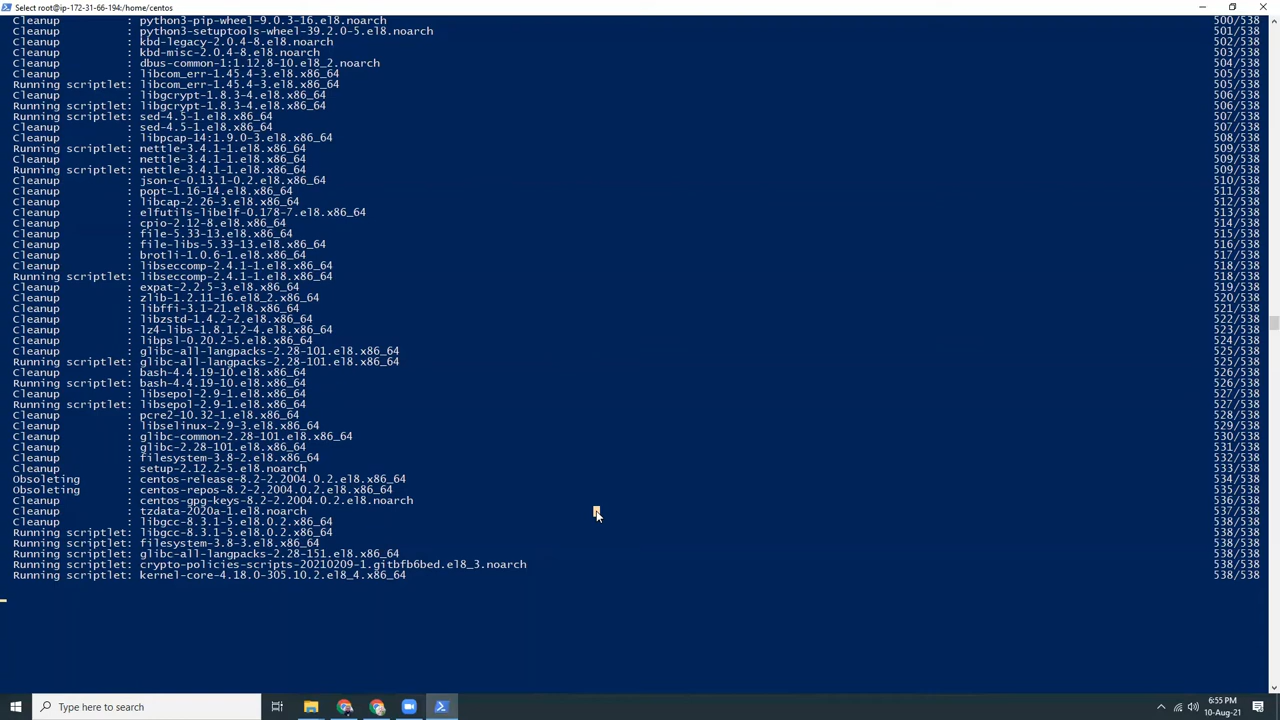 Select root@ip-172-31-66-194:/home/centos
Cleanup : python3-pip-wheel-9.0.3-16.el8.noarch 500/538
Cleanup : python3-setuptools-wheel-39.2.0-5.el8.noarch 501/538
Cleanup : kbd-legacy-2.0.4-8.el8.noarch 502/538
Cleanup : kbd-misc-2.0.4-8.el8.noarch 503/538
Cleanup : dbus-common-1:1.12.8-10.el8_2.noarch 504/538
Cleanup : libcom_err-1.45.4-3.el8.x86_64 505/538
Running scriptlet: libcom_err-1.45.4-3.el8.x86_64 505/538
Cleanup : libgcrypt-1.8.3-4.el8.x86_64 506/538
Running scriptlet: libgcrypt-1.8.3-4.el8.x86_64 506/538
Running scriptlet: sed-4.5-1.el8.x86_64 507/538
Cleanup : sed-4.5-1.el8.x86_64 507/538
Cleanup : libpcap-14:1.9.0-3.el8.x86_64 508/538
Running scriptlet: nettle-3.4.1-1.el8.x86_64 509/538
Cleanup : nettle-3.4.1-1.el8.x86_64 509/538
Running scriptlet: nettle-3.4.1-1.el8.x86_64 509/538
Cleanup : json-c-0.13.1-0.2.el8.x86_64 510/538
Cleanup : popt-1.16-14.el8.x86_64 511/538
Cleanup : libcap-2.26-3.el8.x86_64 512/538
Cleanup : elfutils-libelf-0.178-7.el8.x86_64 513/538
Cleanup : cpio-2.12-8.el8.x86_64 514/538
Cleanup : file-5.33-13.el8.x86_64 515/538
Cleanup : file-libs-5.33-13.el8.x86_64 516/538
Cleanup : brotli-1.0.6-1.el8.x86_64 517/538
Cleanup : libseccomp-2.4.1-1.el8.x86_64 518/538
Running scriptlet: libseccomp-2.4.1-1.el8.x86_64 518/538
Cleanup : expat-2.2.5-3.el8.x86_64 519/538
Cleanup : zlib-1.2.11-16.el8_2.x86_64 520/538
Cleanup : libffi-3.1-21.el8.x86_64 521/538
Cleanup : libzstd-1.4.2-2.el8.x86_64 522/538
Cleanup : lz4-libs-1.8.1.2-4.el8.x86_64 523/538
Cleanup : libpsl-0.20.2-5.el8.x86_64 524/538
Cleanup : glibc-all-langpacks-2.28-101.el8.x86_64 525/538
Running scriptlet: glibc-all-langpacks-2.28-101.el8.x86_64 525/538
Cleanup : bash-4.4.19-10.el8.x86_64 526/538
Running scriptlet: bash-4.4.19-10.el8.x86_64 526/538
Cleanup : libsepol-2.9-1.el8.x86_64 527/538
Running scriptlet: libsepol-2.9-1.el8.x86_64 527/538
Cleanup : pcre2-10.32-1.el8.x86_64 528/538
Cleanup : libselinux-2.9-3.el8.x86_64 529/538
Cleanup : glibc-common-2.28-101.el8.x86_64 530/538
Cleanup : glibc-2.28-101.el8.x86_64 531/538
Cleanup : filesystem-3.8-2.el8.x86_64 532/538
Cleanup : setup-2.12.2-5.el8.noarch 533/538
Obsoleting : centos-release-8.2-2.2004.0.2.el8.x86_64 534/538
Obsoleting : centos-repos-8.2-2.2004.0.2.el8.x86_64 535/538
Cleanup : centos-gpg-keys-8.2-2.2004.0.2.el8.noarch 536/538
Cleanup : tzdata-2020a-1.el8.noarch 537/538
Cleanup : libgcc-8.3.1-5.el8.0.2.x86_64 538/538
Running scriptlet: libgcc-8.3.1-5.el8.0.2.x86_64 538/538
Running scriptlet: filesystem-3.8-3.el8.x86_64 538/538
Running scriptlet: glibc-all-langpacks-2.28-151.el8.x86_64 538/538
Running scriptlet: crypto-policies-scripts-20210209-1.gitbfb6bed.el8_3.noarch 538/538
Running scriptlet: kernel-core-4.18.0-305.10.2.el8_4.x86_64 538/538
Type here to search
6:55 PM
10-Aug-21